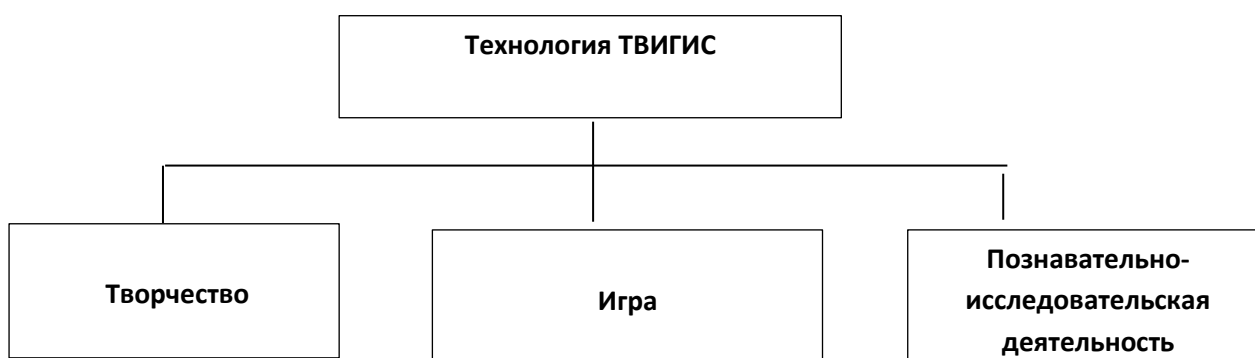 Технология ТВИГИС
Творчество
Игра
Познавательно-
исследовательская
деятельность